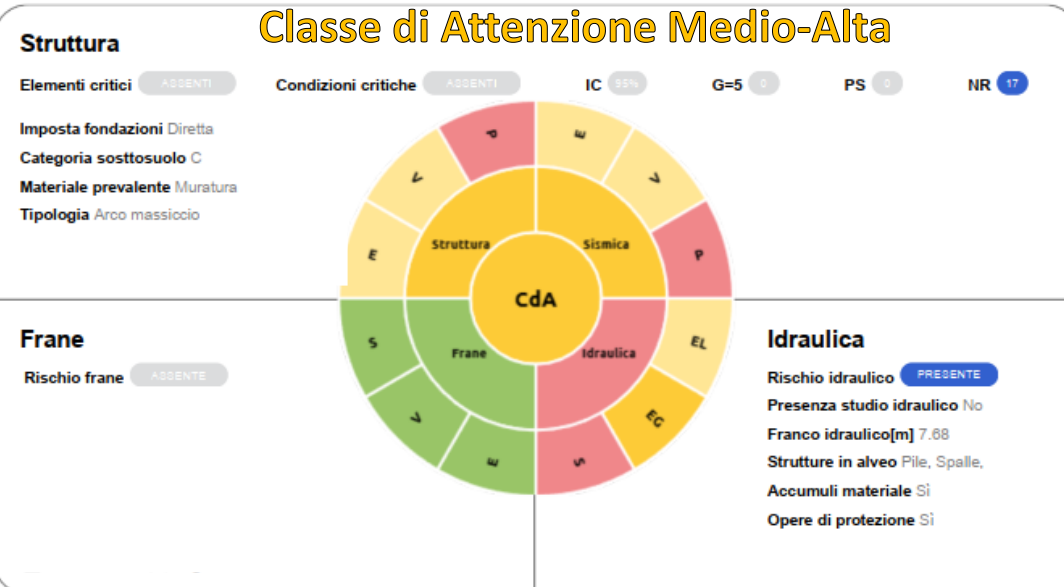 Classe di Attenzione Medio-Alta
Struttura
Elementi critici ASSENTI Condizioni critiche ASSENTI IC 95% G=5 0 PS 0 NR 17
Imposta fondazioni Diretta
Categoria sosttosuolo C
Materiale prevalente Muratura
Tipologia Arco massiccio
P E
V V
E Struttura Sismica P
CdA
S Frane Idraulica EL
V EG
E S
Frane
Rischio frane ASSENTE
Idraulica
Rischio idraulico PRESENTE
Presenza studio idraulico No
Franco idraulico[m] 7.68
Strutture in alveo Pile, Spalle,
Accumuli materiale Sì
Opere di protezione Sì